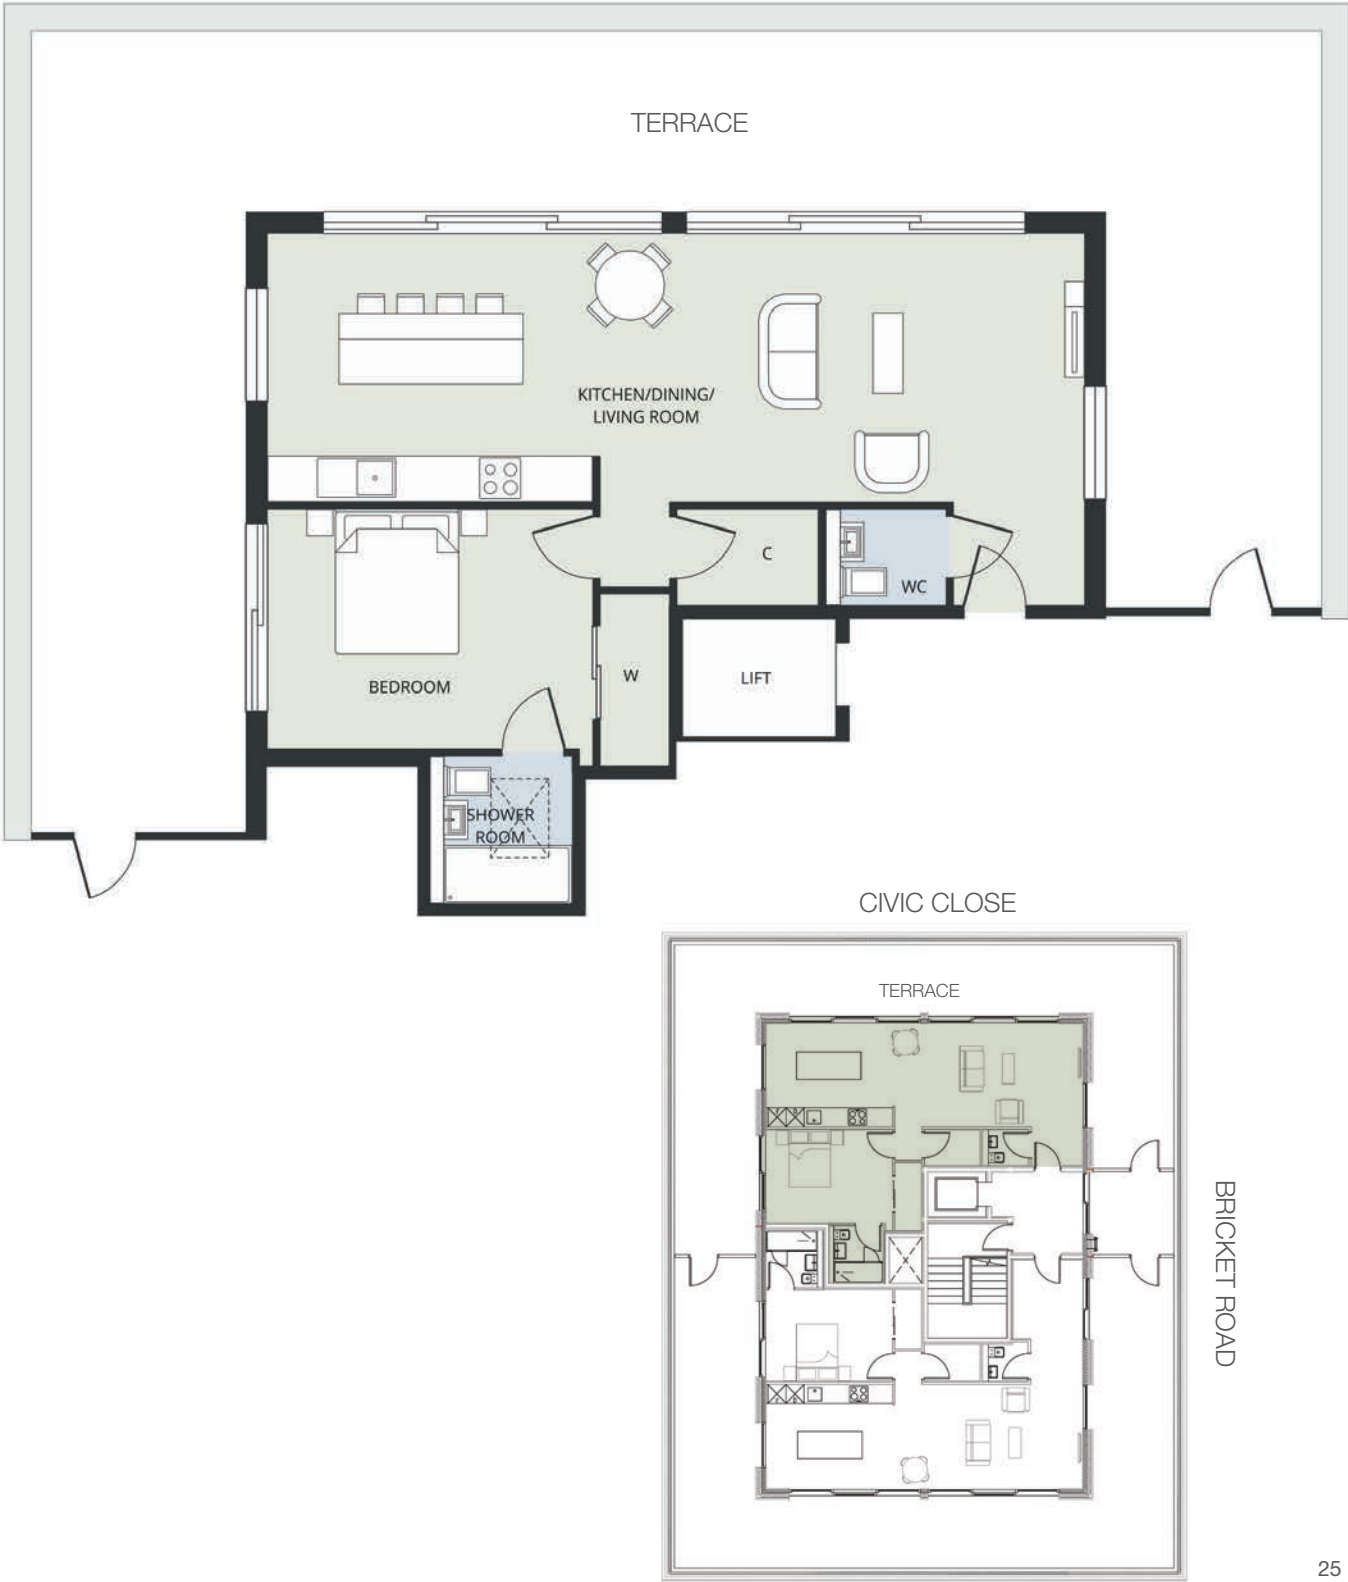 TERRACE
KITCHEN/DINING/
LIVING ROOM
C
WC
BEDROOM
W
LIFT
SHOWER
ROOM
CIVIC CLOSE
TERRACE
BRICKET ROAD
25